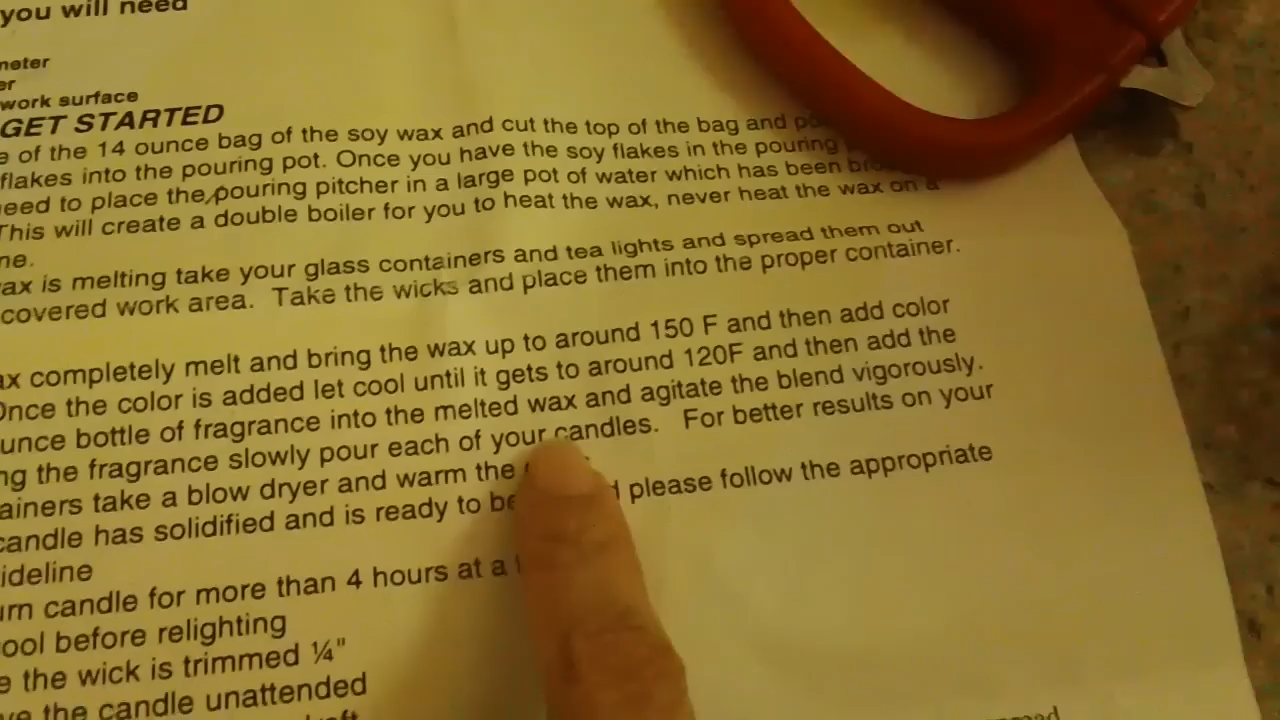 you will need
meter
er
work surface
GET STARTED
e of the 14 ounce bag of the soy wax and cut the top of the bag and
flakes into the pouring pot. Once you have the soy flakes in the pouring
need to place the pouring pitcher in a large pot of water which has been
This will create a double boiler for you to heat the wax, never heat the wax on a
ne.
ax is melting take your glass containers and tea lights and spread them out
covered work area. Take the wicks and place them into the proper container.
ax completely melt and bring the wax up to around 150 F and then add color
Once the color is added let cool until it gets to around 120F and then add the
unce bottle of fragrance into the melted wax and agitate the blend vigorously.
ng the fragrance slowly pour each of your candles. For better results on your
ainers take a blow dryer and warm the
candle has solidified and is ready to be please follow the appropriate
ideline
urn candle for more than 4 hours at a
ool before relighting
e the wick is trimmed ¼"
ve the candle unattended